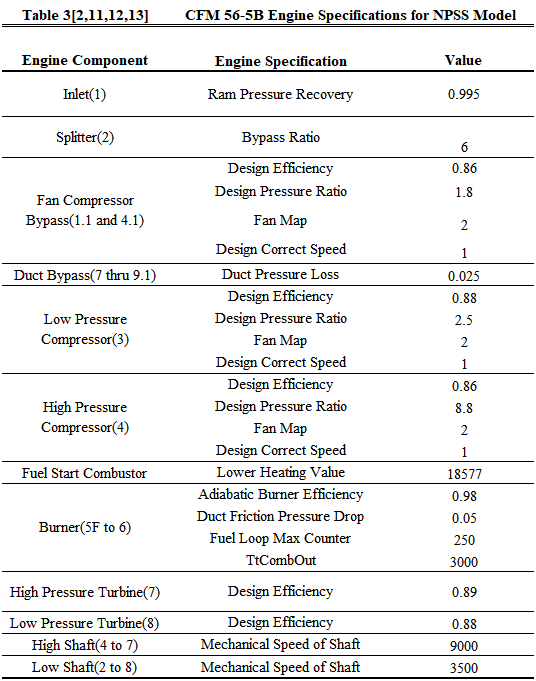 Table 3[2,11,12,13] CFM 56-5B Engine Specifications for NPSS Model
Engine Component Engine Specification Value
Inlet(1) Ram Pressure Recovery 0.995
Splitter(2) Bypass Ratio 6
Fan Compressor Bypass(1.1 and 4.1) Design Efficiency 0.86
Design Pressure Ratio 1.8
Fan Map 2
Design Correct Speed 1
Duct Bypass(7 thru 9.1) Duct Pressure Loss 0.025
Low Pressure Compressor(3) Design Efficiency 0.88
Design Pressure Ratio 2.5
Fan Map 2
Design Correct Speed 1
High Pressure Compressor(4) Design Efficiency 0.86
Design Pressure Ratio 8.8
Fan Map 2
Design Correct Speed 1
Fuel Start Combustor Lower Heating Value 18577
Burner(5F to 6) Adiabatic Burner Efficiency 0.98
Duct Friction Pressure Drop 0.05
Fuel Loop Max Counter 250
TtCombOut 3000
High Pressure Turbine(7) Design Efficiency 0.89
Low Pressure Turbine(8) Design Efficiency 0.88
High Shaft(4 to 7) Mechanical Speed of Shaft 9000
Low Shaft(2 to 8) Mechanical Speed of Shaft 3500